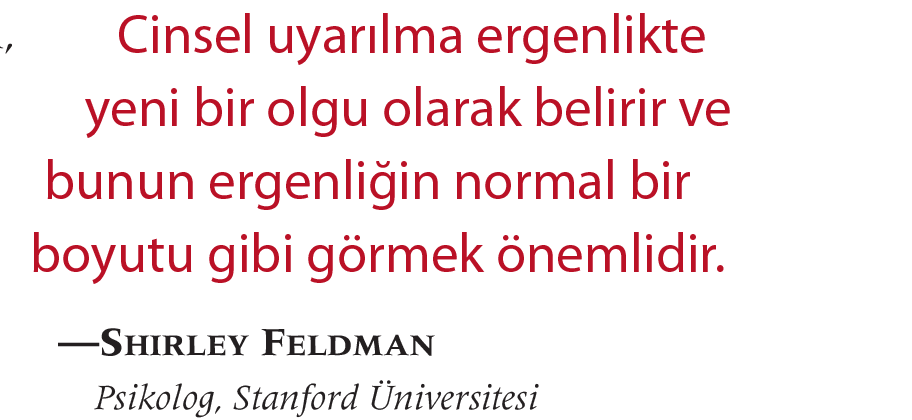 Cinsel uyarılma ergenlikte
yeni bir olgu olarak belirir ve
bunun ergenliğin normal bir
boyutu gibi görmek önemlidir.
—SHIRLEY FELDMAN
Psikolog, Stanford Üniversitesi